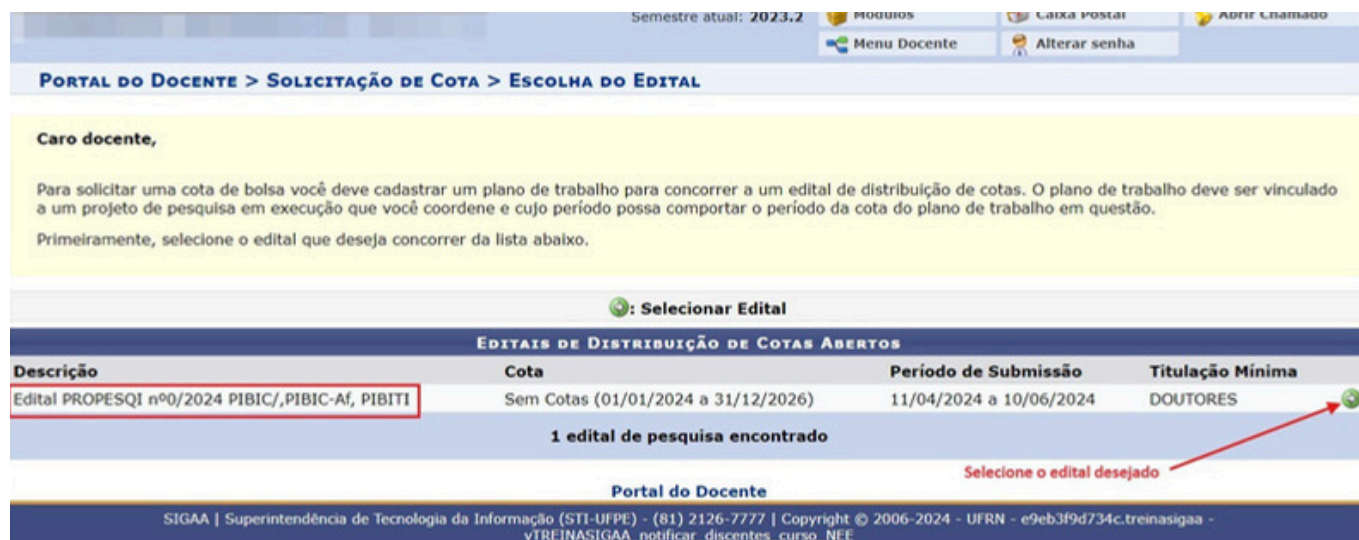 Semestre atual: 2023.2 Módulos Caixa Postal Abrir Chamado
Menu Docente Alterar senha
PORTAL DO DOCENTE > SOLICITAÇÃO DE COTA > ESCOLHA DO EDITAL
Caro docente,
Para solicitar uma cota de bolsa você deve cadastrar um plano de trabalho para concorrer a um edital de distribuição de cotas. O plano de trabalho deve ser vinculado
a um projeto de pesquisa em execução que você coordene e cujo período possa comportar o período da cota do plano de trabalho em questão.
Primeiramente, selecione o edital que deseja concorrer da lista abaixo.
: Selecionar Edital
EDITAIS DE DISTRIBUIÇÃO DE COTAS ABERTOS
Descrição Cota Período de Submissão Titulação Mínima
Edital PROPESQI nº0/2024 PIBIC/,PIBIC-Af, PIBITI Sem Cotas (01/01/2024 a 31/12/2026) 11/04/2024 a 10/06/2024 DOUTORES
1 edital de pesquisa encontrado
Selecione o edital desejado
Portal do Docente
SIGAA | Superintendência de Tecnologia da Informação (STI-UFPE) - (81) 2126-7777 | Copyright © 2006-2024 - UFRN - e9eb3f9d734c.treinasigaa -
vTREINASIGAA_notificar_discentes_curso_NEE